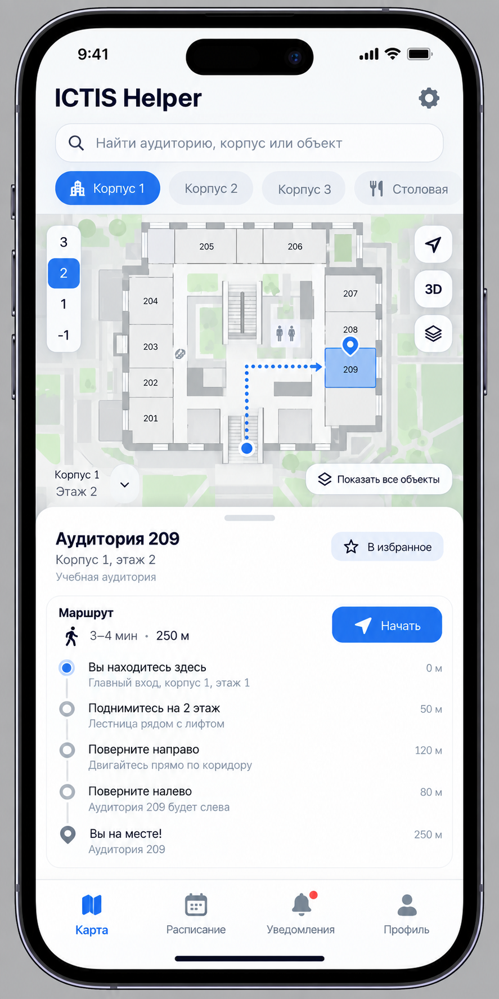 9:41
ICTIS Helper
Найти аудиторию, корпус или объект
Корпус 1
Корпус 2
Корпус 3
Столовая
3
2
1
-1
205
206
204
207
3D
203
208
202
209
201
Корпус 1
Этаж 2
Показать все объекты
Аудитория 209
В избранное
Корпус 1, этаж 2
Учебная аудитория
Маршрут
3–4 мин • 250 м
Начать
Вы находитесь здесь
0 м
Главный вход, корпус 1, этаж 1
Поднимитесь на 2 этаж
50 м
Лестница рядом с лифтом
Поверните направо
120 м
Двигайтесь прямо по коридору
Поверните налево
80 м
Аудитория 209 будет слева
Вы на месте!
250 м
Аудитория 209
Карта
Расписание
Уведомления
Профиль